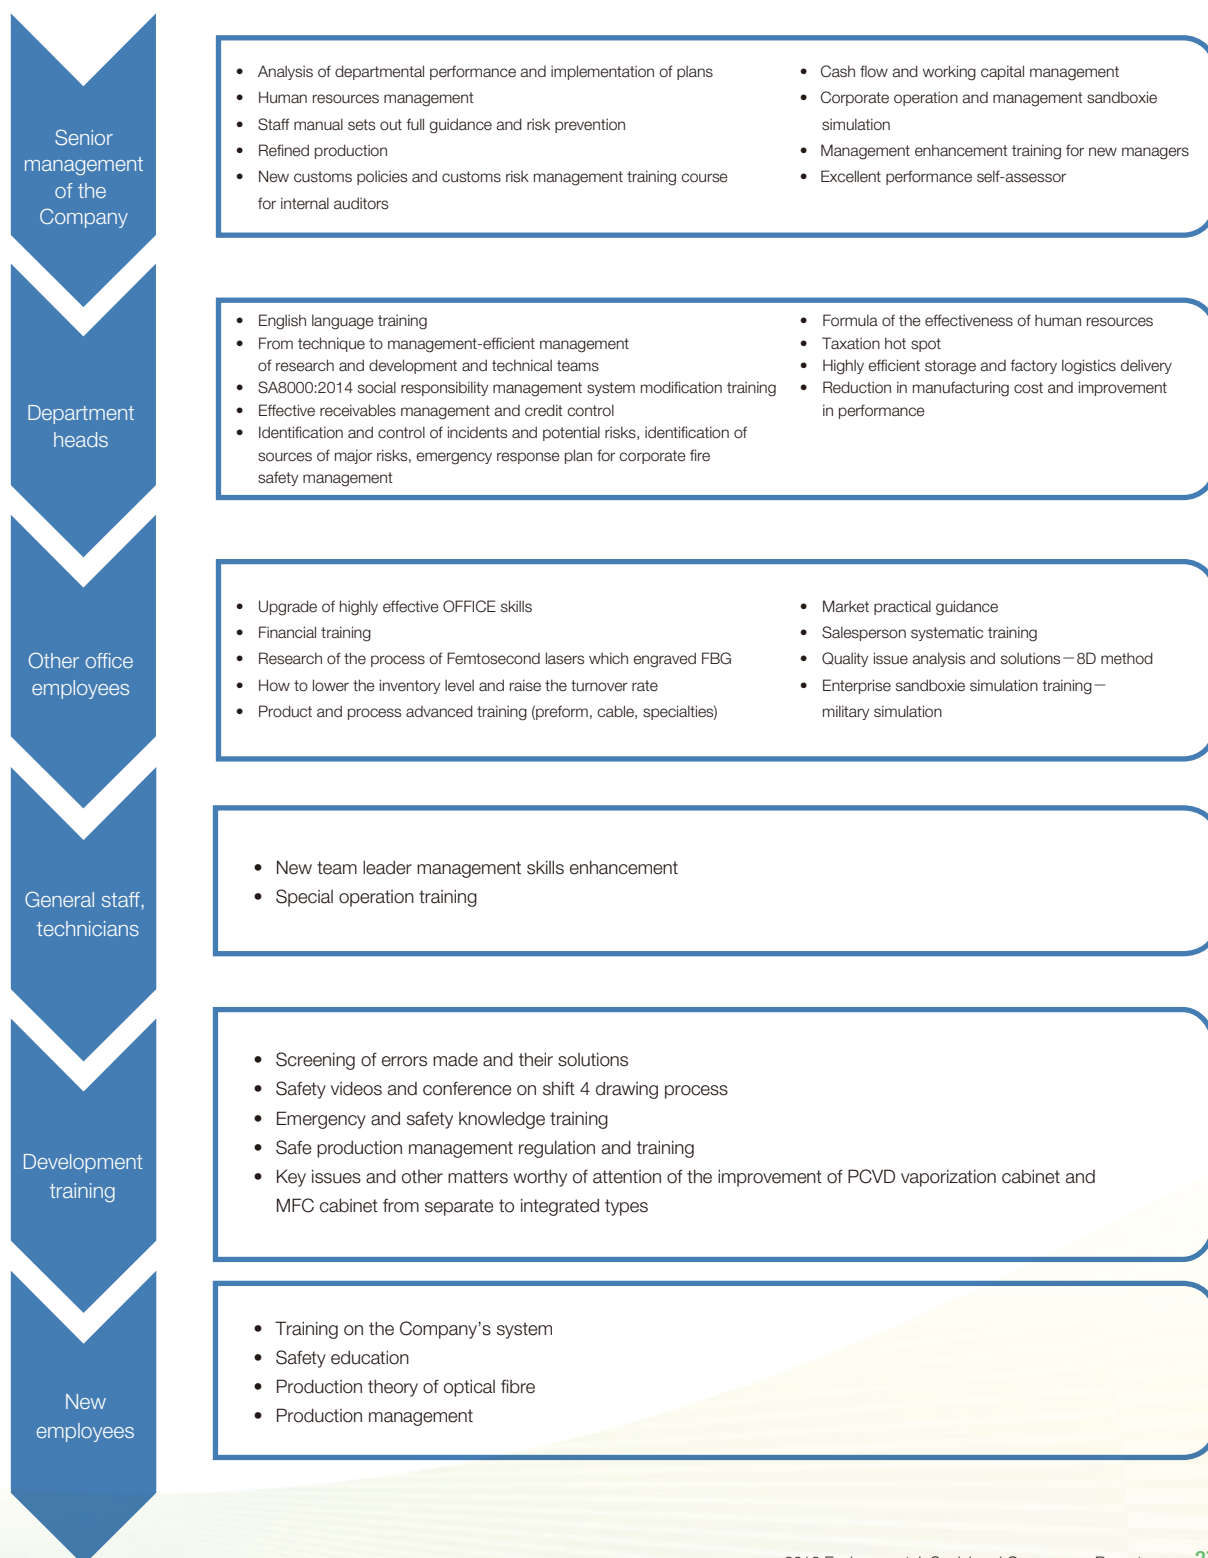 Senior
management
of the
Company
• Analysis of departmental performance and implementation of plans
• Human resources management
• Staff manual sets out full guidance and risk prevention
• Refined production
• New customs policies and customs risk management training course
for internal auditors
• Cash flow and working capital management
• Corporate operation and management sandboxie
simulation
• Management enhancement training for new managers
• Excellent performance self-assessor
Department
heads
• English language training
• From technique to management-efficient management
of research and development and technical teams
• SA8000:2014 social responsibility management system modification training
• Effective receivables management and credit control
• Identification and control of incidents and potential risks, identification of
sources of major risks, emergency response plan for corporate fire
safety management
• Formula of the effectiveness of human resources
• Taxation hot spot
• Highly efficient storage and factory logistics delivery
• Reduction in manufacturing cost and improvement
in performance
Other office
employees
• Upgrade of highly effective OFFICE skills
• Financial training
• Research of the process of Femtosecond lasers which engraved FBG
• How to lower the inventory level and raise the turnover rate
• Product and process advanced training (preform, cable, specialties)
• Market practical guidance
• Salesperson systematic training
• Quality issue analysis and solutions—8D method
• Enterprise sandboxie simulation training—
military simulation
General staff,
technicians
• New team leader management skills enhancement
• Special operation training
Development
training
• Screening of errors made and their solutions
• Safety videos and conference on shift 4 drawing process
• Emergency and safety knowledge training
• Safe production management regulation and training
• Key issues and other matters worthy of attention of the improvement of PCVD vaporization cabinet and
MFC cabinet from separate to integrated types
New
employees
• Training on the Company's system
• Safety education
• Production theory of optical fibre
• Production management